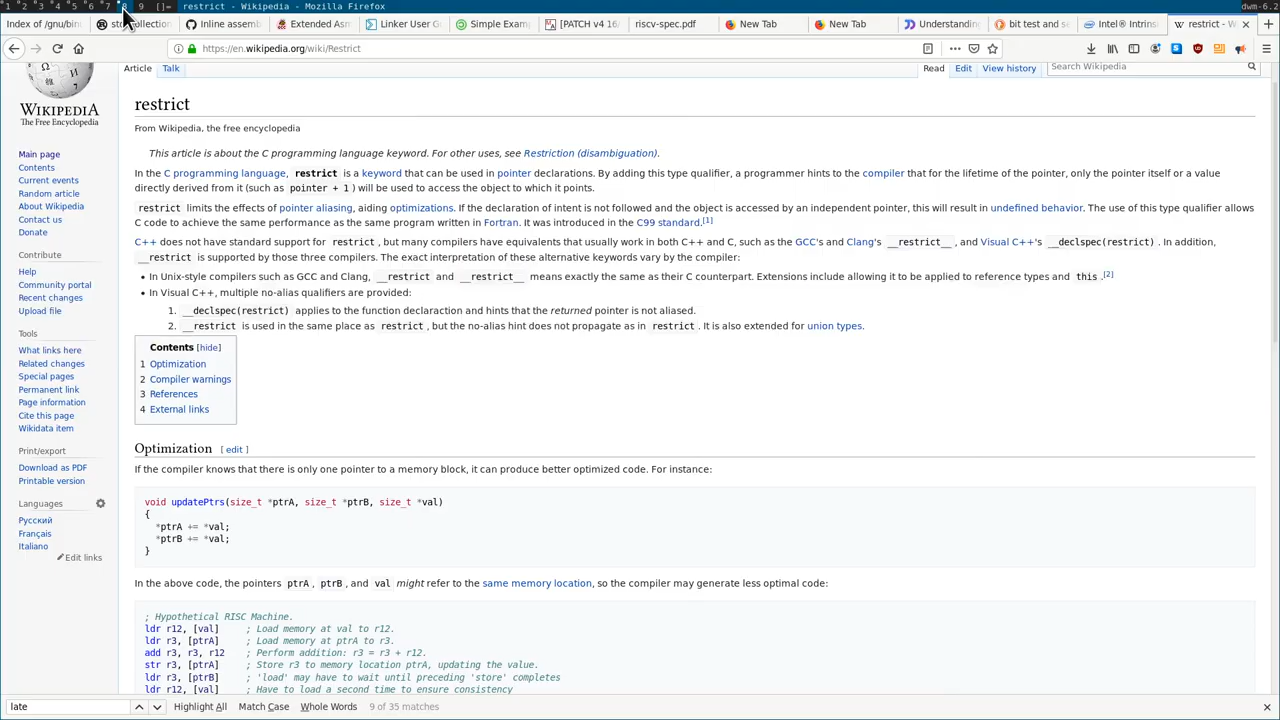 1 2 3 4 5 6 7 8 9 []= restrict - Wikipedia - Mozilla Firefox dwm-6.2
Index of /gnu/bin Inline assemb Extended Asm Linker User G Simple Examp [PATCH v4 16/ riscv-spec.pdf New Tab New Tab Understanding bit test and se Intel® Intrins restrict - Wi
https://en.wikipedia.org/wiki/Restrict
Article Talk Read Edit View history Search Wikipedia
WIKIPEDIA
The Free Encyclopedia
Main page
Contents
Current events
Random article
About Wikipedia
Contact us
Donate
Contribute
Help
Community portal
Recent changes
Upload file
Tools
What links here
Related changes
Special pages
Permanent link
Page information
Cite this page
Wikidata item
Print/export
Download as PDF
Printable version
Languages
Русский
Français
Italiano
Edit links
restrict
From Wikipedia, the free encyclopedia
This article is about the C programming language keyword. For other uses, see Restriction (disambiguation).
In the C programming language, restrict is a keyword that can be used in pointer declarations. By adding this type qualifier, a programmer hints to the compiler that for the lifetime of the pointer, only the pointer itself or a value
directly derived from it (such as pointer + 1 ) will be used to access the object to which it points.
restrict limits the effects of pointer aliasing, aiding optimizations. If the declaration of intent is not followed and the object is accessed by an independent pointer, this will result in undefined behavior. The use of this type qualifier allows
C code to achieve the same performance as the same program written in Fortran. It was introduced in the C99 standard.[1]
C++ does not have standard support for restrict , but many compilers have equivalents that usually work in both C++ and C, such as the GCC's and Clang's __restrict__ , and Visual C++'s __declspec(restrict) . In addition,
__restrict is supported by those three compilers. The exact interpretation of these alternative keywords vary by the compiler:
• In Unix-style compilers such as GCC and Clang, __restrict and __restrict__ means exactly the same as their C counterpart. Extensions include allowing it to be applied to reference types and this .[2]
• In Visual C++, multiple no-alias qualifiers are provided:
1. __declspec(restrict) applies to the function declaraction and hints that the returned pointer is not aliased.
2. __restrict is used in the same place as restrict , but the no-alias hint does not propagate as in restrict . It is also extended for union types.
Contents [hide]
1 Optimization
2 Compiler warnings
3 References
4 External links
Optimization [ edit ]
If the compiler knows that there is only one pointer to a memory block, it can produce better optimized code. For instance:
void updatePtrs(size_t *ptrA, size_t *ptrB, size_t *val)
{
*ptrA += *val;
*ptrB += *val;
}
In the above code, the pointers ptrA , ptrB , and val might refer to the same memory location, so the compiler may generate less optimal code:
; Hypothetical RISC Machine.
ldr r12, [val] ; Load memory at val to r12.
ldr r3, [ptrA] ; Load memory at ptrA to r3.
add r3, r3, r12 ; Perform addition: r3 = r3 + r12.
str r3, [ptrA] ; Store r3 to memory location ptrA, updating the value.
ldr r3, [ptrB] ; 'load' may have to wait until preceding 'store' completes
ldr r12, [val] ; Have to load a second time to ensure consistency
late Highlight All Match Case Whole Words 9 of 35 matches